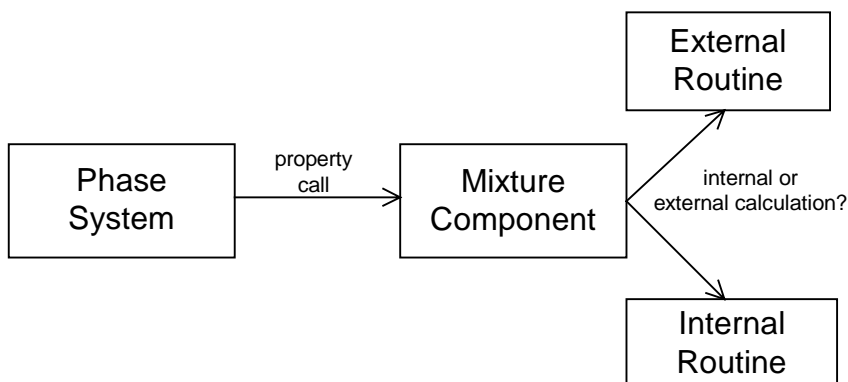 External
Routine
Phase
System
property
call
Mixture
Component
internal or
external calculation?
Internal
Routine